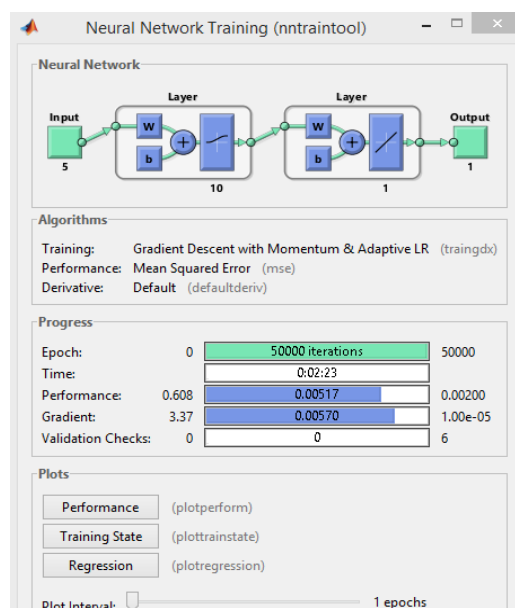 Neural Network Training (nntraintool)
Neural Network
Layer Layer
Input Output
W W
b b
5 10 1 1
Algorithms
Training: Gradient Descent with Momentum & Adaptive LR (traingdx)
Performance: Mean Squared Error (mse)
Derivative: Default (defaultderiv)
Progress
Epoch: 0 50000 iterations 50000
Time: 0:02:23
Performance: 0.608 0.00517 0.00200
Gradient: 3.37 0.00570 1.00e-05
Validation Checks: 0 0 6
Plots
Performance (plotperform)
Training State (plottrainstate)
Regression (plotregression)
Plot Interval: 1 epochs